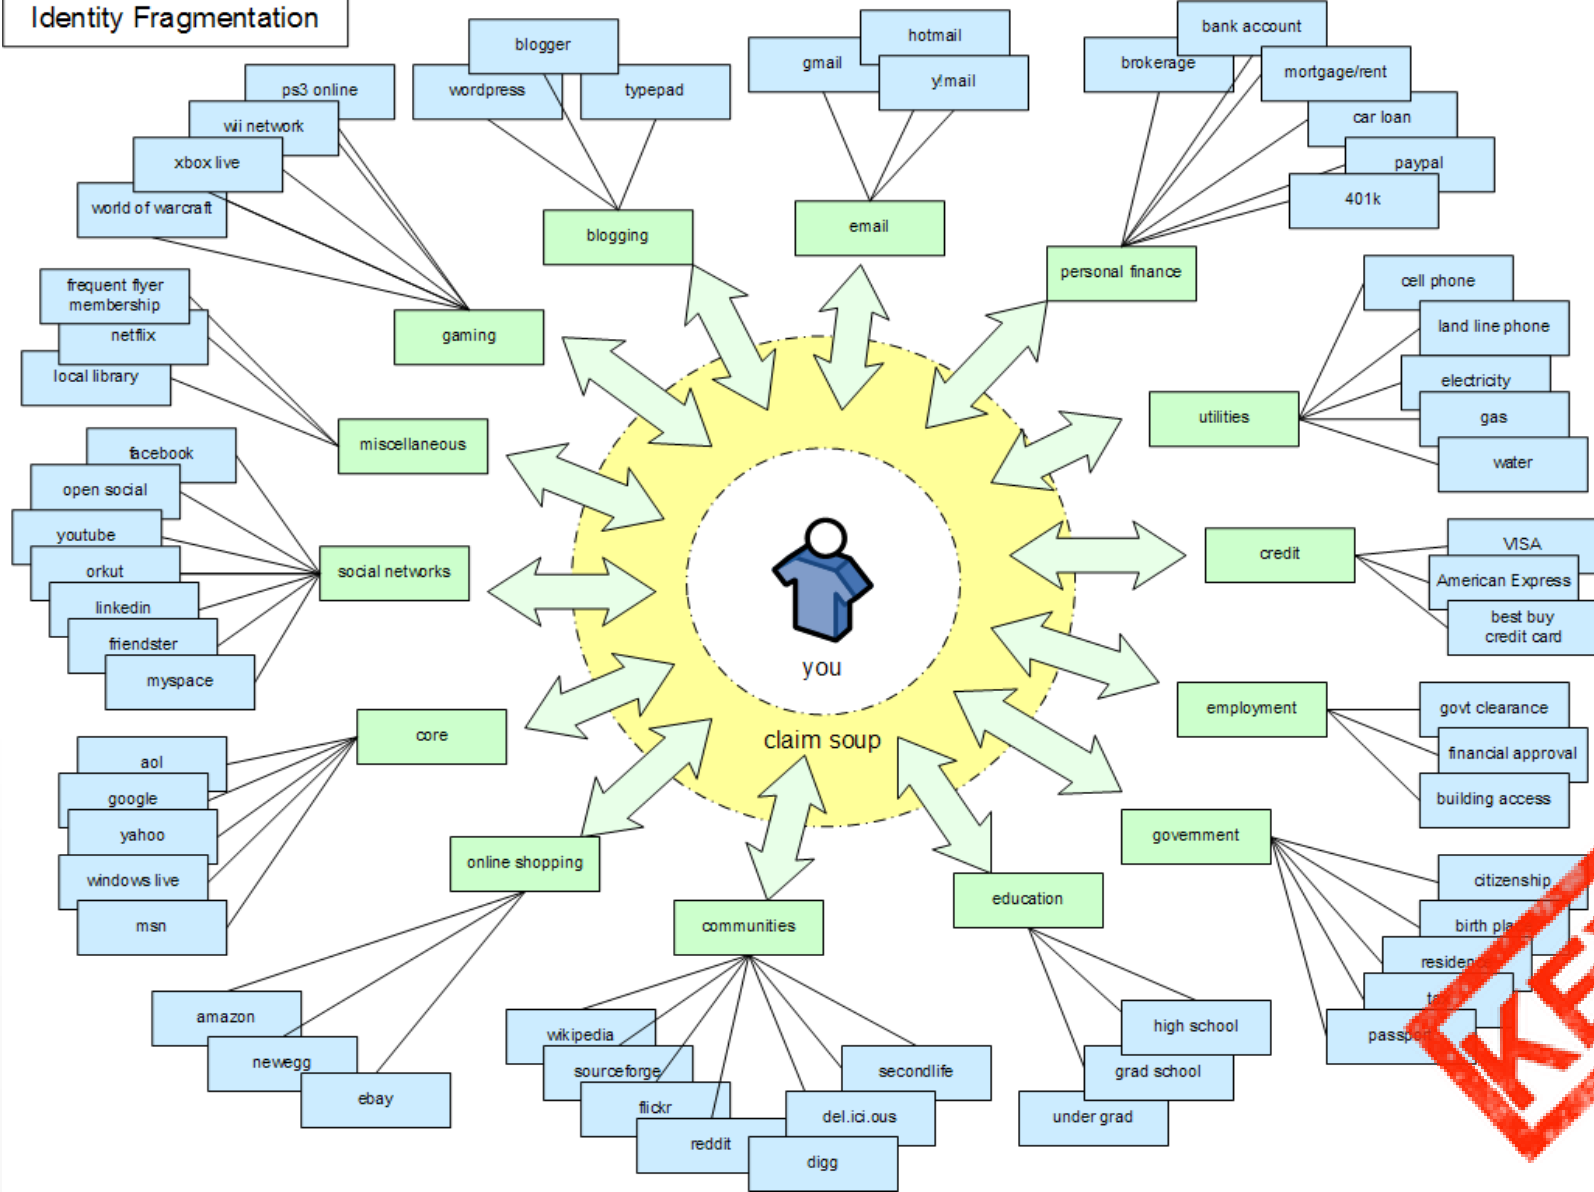 Identity Fragmentation
blogger
wordpress
typepad
blogging
hotmail
gmail
y!mail
email
bank account
brokerage
mortgage/rent
car loan
paypal
401k
personal finance
ps3 online
wii network
xbox live
world of warcraft
gaming
frequent flyer
membership
netflix
local library
miscellaneous
cell phone
land line phone
electricity
gas
water
utilities
facebook
open social
youtube
orkut
linkedin
friendster
myspace
social networks
you
claim soup
VISA
American Express
best buy
credit card
credit
govt clearance
financial approval
building access
employment
core
aol
google
yahoo
windows live
msn
online shopping
amazon
newegg
ebay
communities
wikipedia
sourceforge
flickr
reddit
digg
del.ici.ous
secondlife
education
high school
grad school
under grad
government
citizenship
birth